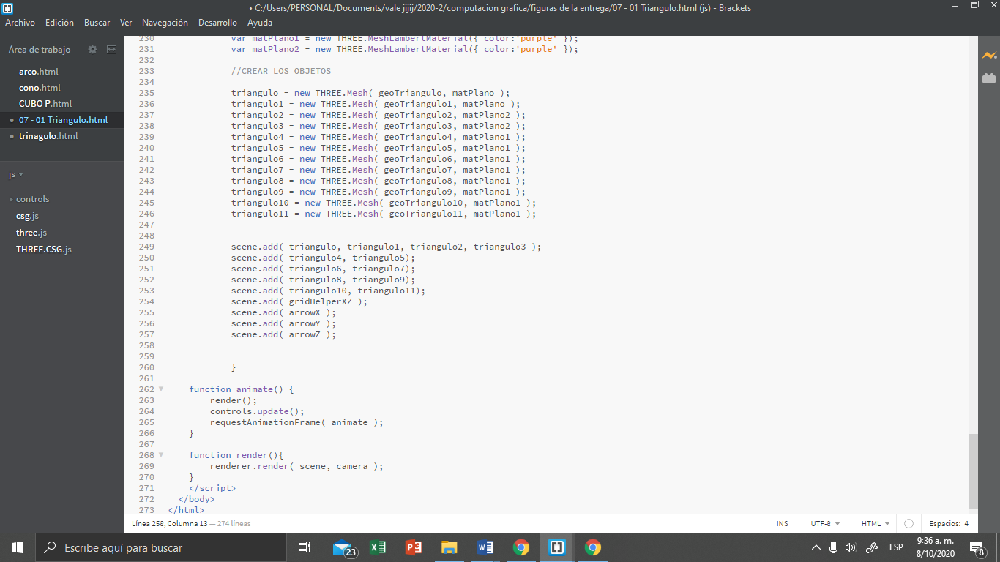 • C:/Users/PERSONAL/Documents/vale jijij/2020-2/computacion grafica/figuras de la entrega/07 - 01 Triangulo.html (js) - Brackets
Archivo Edición Buscar Ver Navegación Desarrollo Ayuda
Área de trabajo
arco.html
cono.html
CUBO P.html
• 07 - 01 Triangulo.html
• trinagulo.html
js
controls
csg.js
three.js
THREE.CSG.js
230 var matPlano1 = new THREE.MeshLambertMaterial({ color:'purple' });
231 var matPlano2 = new THREE.MeshLambertMaterial({ color:'purple' });
232
233 //CREAR LOS OBJETOS
234
235 triangulo = new THREE.Mesh( geoTriangulo, matPlano );
236 triangulo1 = new THREE.Mesh( geoTriangulo1, matPlano );
237 triangulo2 = new THREE.Mesh( geoTriangulo2, matPlano2 );
238 triangulo3 = new THREE.Mesh( geoTriangulo3, matPlano2 );
239 triangulo4 = new THREE.Mesh( geoTriangulo4, matPlano1 );
240 triangulo5 = new THREE.Mesh( geoTriangulo5, matPlano1 );
241 triangulo6 = new THREE.Mesh( geoTriangulo6, matPlano1 );
242 triangulo7 = new THREE.Mesh( geoTriangulo7, matPlano1 );
243 triangulo8 = new THREE.Mesh( geoTriangulo8, matPlano1 );
244 triangulo9 = new THREE.Mesh( geoTriangulo9, matPlano1 );
245 triangulo10 = new THREE.Mesh( geoTriangulo10, matPlano1 );
246 triangulo11 = new THREE.Mesh( geoTriangulo11, matPlano1 );
247
248
249 scene.add( triangulo, triangulo1, triangulo2, triangulo3 );
250 scene.add( triangulo4, triangulo5);
251 scene.add( triangulo6, triangulo7);
252 scene.add( triangulo8, triangulo9);
253 scene.add( triangulo10, triangulo11);
254 scene.add( gridHelperXZ );
255 scene.add( arrowX );
256 scene.add( arrowY );
257 scene.add( arrowZ );
258
259
260 }
261
262 function animate() {
263 render();
264 controls.update();
265 requestAnimationFrame( animate );
266 }
267
268 function render(){
269 renderer.render( scene, camera );
270 }
271 </script>
272 </body>
273 </html>
Línea 258, Columna 13 — 274 líneas
INS UTF-8 HTML Espacios: 4
Escribe aquí para buscar
23
ESP
9:36 a. m.
8/10/2020
8